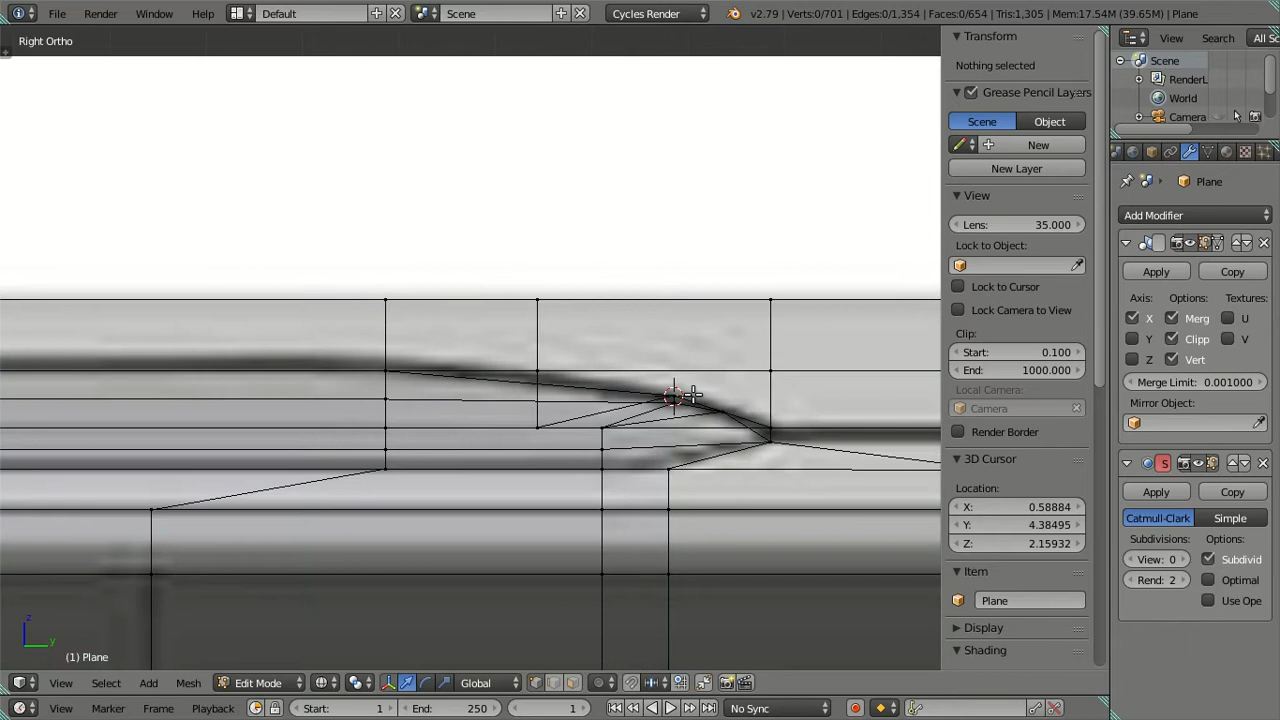 File Render Window Help Default Scene Cycles Render v2.79 | Verts:0/701 | Edges:0/1,354 | Faces:0/654 | Tris:1,305 | Mem:17.54M (39.65M) | Plane
Right Ortho
Transform
Nothing selected
Grease Pencil Layers
Scene Object
New
New Layer
View
Lens: 35.000
Lock to Object:
Lock to Cursor
Lock Camera to View
Clip:
Start: 0.100
End: 1000.000
Local Camera:
Camera
Render Border
3D Cursor
Location:
X: 0.58884
Y: 4.38495
Z: 2.15932
Item
Plane
Display
Shading
View Search All Sc
Scene
RenderL
World
Camera
Plane
Add Modifier
Apply Copy
Axis: Options: Textures:
X Merg U
Y Clipp V
Z Vert
Merge Limit: 0.001000
Mirror Object:
S
Apply Copy
Catmull-Clark Simple
Subdivisions: Options:
View: 0 Subdivid
Rend: 2 Optimal
Use Ope
z
y
(1) Plane
View Select Add Mesh Edit Mode Global
View Marker Frame Playback Start: 1 End: 250 1 No Sync